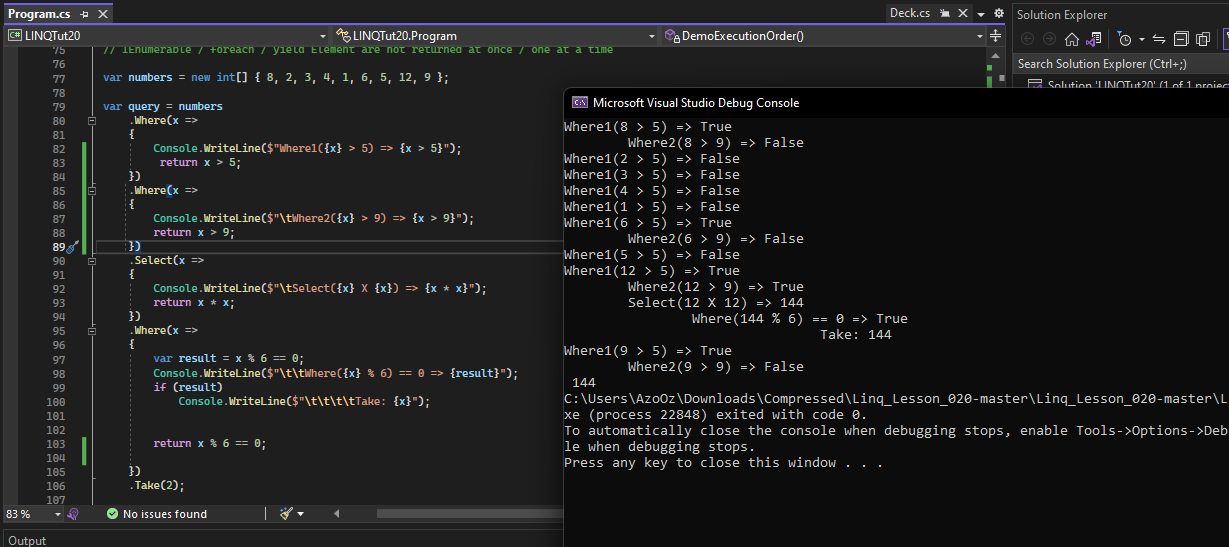 Program.cs
Deck.cs
Solution Explorer
C# LINQTut20
LINQTut20.Program
DemoExecutionOrder()
Search Solution Explorer (Ctrl+;)
Solution 'LINQTut20' (1 of 1 project
75 // IEnumerable / foreach / yield Element are not returned at once / one at a time
76
77 var numbers = new int[] { 8, 2, 3, 4, 1, 6, 5, 12, 9 };
78
79 var query = numbers
80 .Where(x =>
81 {
82 Console.WriteLine($"Where1({x} > 5) => {x > 5}");
83 return x > 5;
84 })
85 .Where(x =>
86 {
87 Console.WriteLine($"\tWhere2({x} > 9) => {x > 9}");
88 return x > 9;
89 })
90 .Select(x =>
91 {
92 Console.WriteLine($"\tSelect({x} X {x}) => {x * x}");
93 return x * x;
94 })
95 .Where(x =>
96 {
97 var result = x % 6 == 0;
98 Console.WriteLine($"\t\tWhere({x} % 6) == 0 => {result}");
99 if (result)
100 Console.WriteLine($"\t\t\t\tTake: {x}");
101
102
103 return x % 6 == 0;
104
105 })
106 .Take(2);
107
83 %
No issues found
Output
Microsoft Visual Studio Debug Console
Where1(8 > 5) => True
Where2(8 > 9) => False
Where1(2 > 5) => False
Where1(3 > 5) => False
Where1(4 > 5) => False
Where1(1 > 5) => False
Where1(6 > 5) => True
Where2(6 > 9) => False
Where1(5 > 5) => False
Where1(12 > 5) => True
Where2(12 > 9) => True
Select(12 X 12) => 144
Where(144 % 6) == 0 => True
Take: 144
Where1(9 > 5) => True
Where2(9 > 9) => False
144
C:\Users\AzoOz\Downloads\Compressed\Linq_Lesson_020-master\Linq_Lesson_020-master\L
xe (process 22848) exited with code 0.
To automatically close the console when debugging stops, enable Tools->Options->Deb
le when debugging stops.
Press any key to close this window . . .